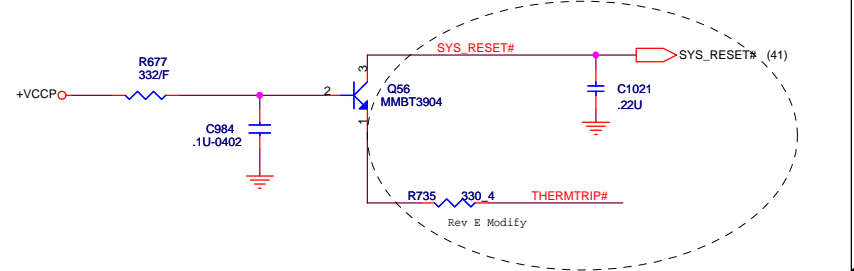 SYS_RESET#
SYS_RESET# (41)
R677
332/F
3
+VCCP
2
Q56
MMBT3904
C1021
.22U
C984
.1U-0402
1
R735 330_4 THERMTRIP#
Rev E Modify